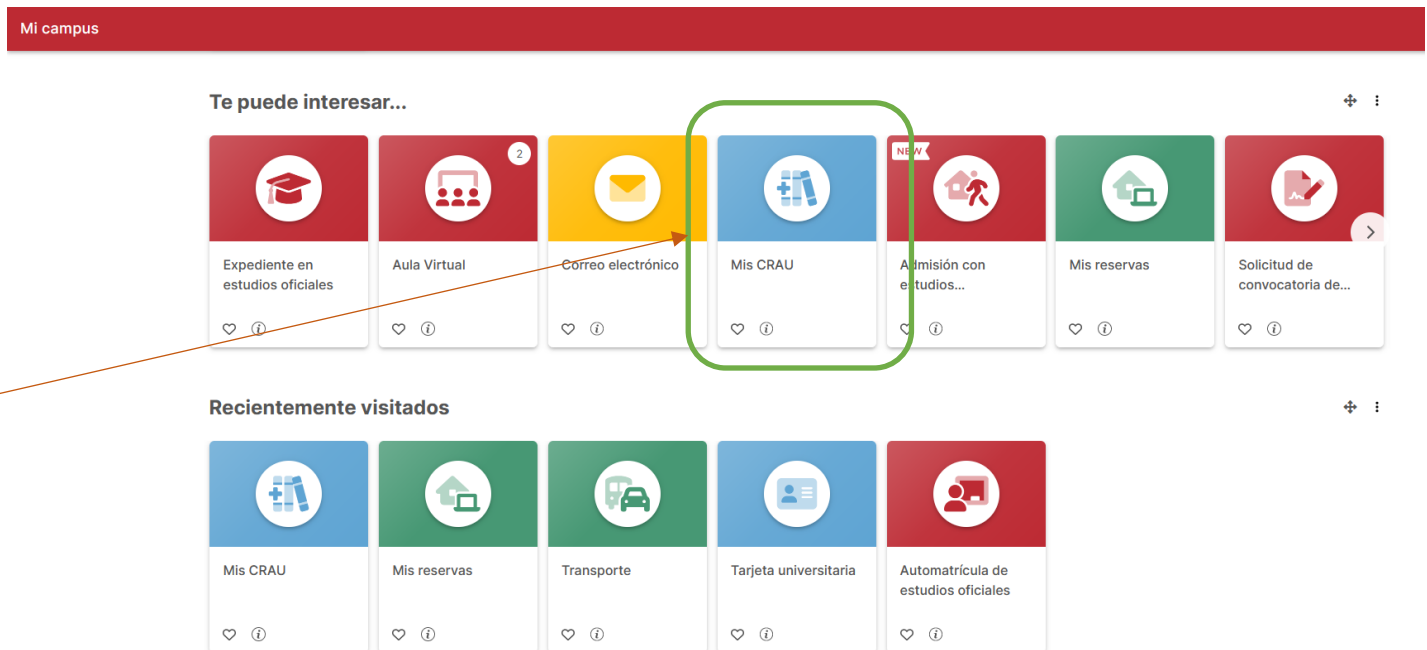 Mi campus
Te puede interesar...
2
NEW
Expediente en
estudios oficiales
Aula Virtual
Correo electrónico
Mis CRAU
Admisión con
estudios...
Mis reservas
Solicitud de
convocatoria de...
Recientemente visitados
Mis CRAU
Mis reservas
Transporte
Tarjeta universitaria
Automatrícula de
estudios oficiales